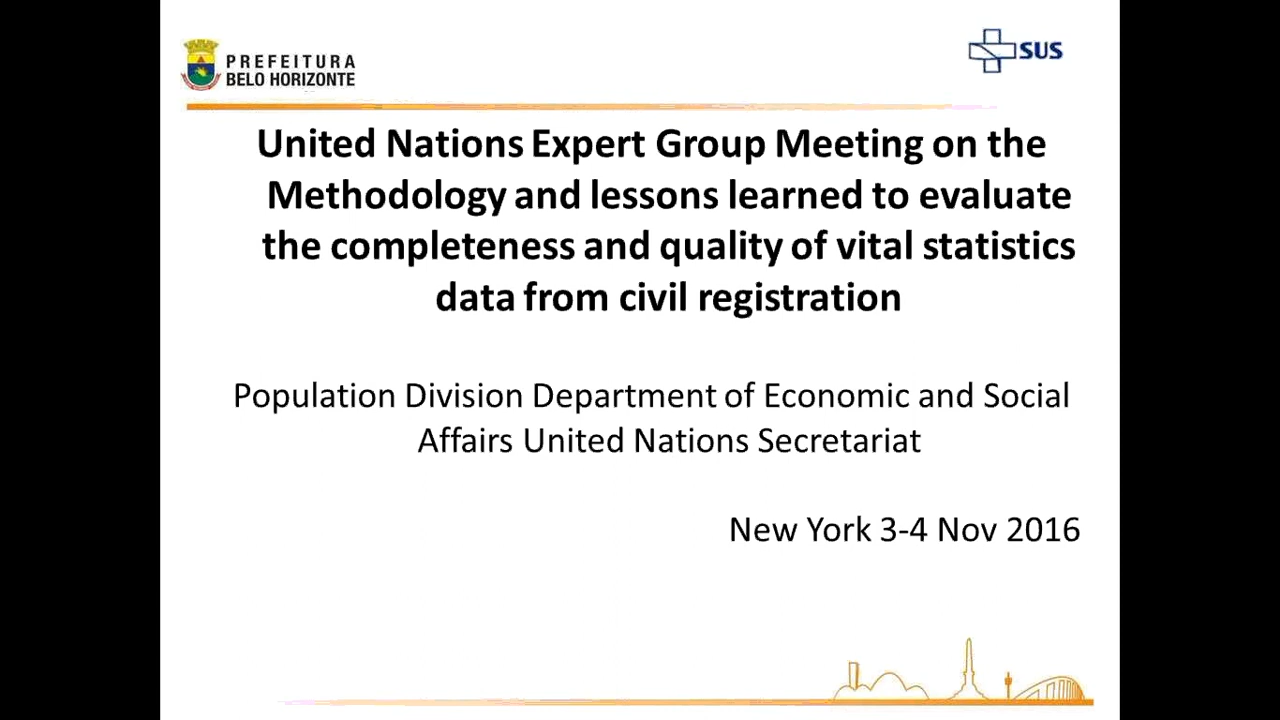 PREFEITURA
BELO HORIZONTE
SUS
United Nations Expert Group Meeting on the
Methodology and lessons learned to evaluate
the completeness and quality of vital statistics
data from civil registration
Population Division Department of Economic and Social
Affairs United Nations Secretariat
New York 3-4 Nov 2016